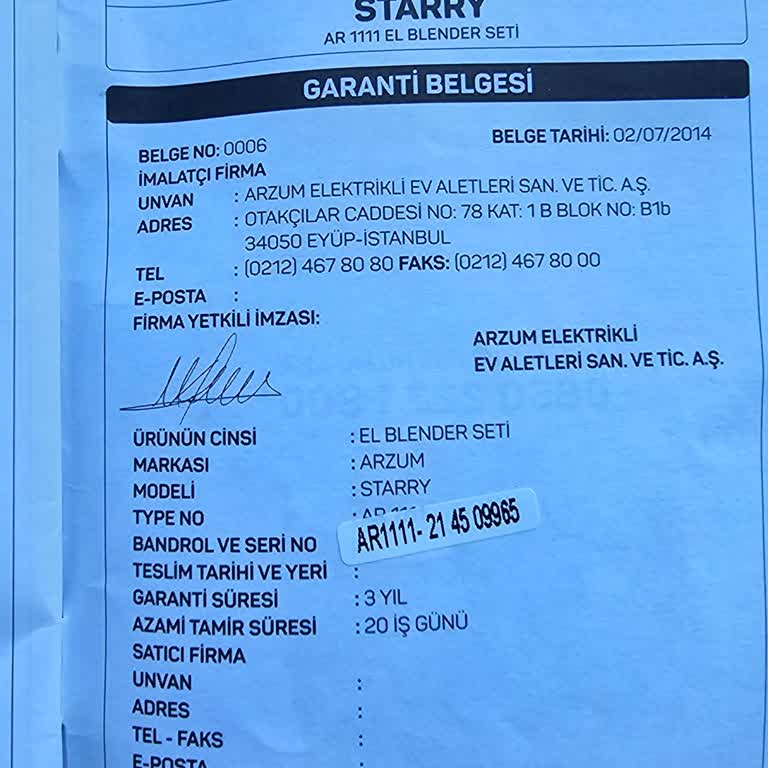 STARRY
AR 1111 EL BLENDER SETİ
GARANTİ BELGESİ
BELGE NO: 0006
BELGE TARİHİ: 02/07/2014
İMALATÇI FİRMA
UNVAN : ARZUM ELEKTRİKLİ EV ALETLERİ SAN. VE TİC. A.Ş.
ADRES : OTAKÇILAR CADDESİ NO: 78 KAT: 1 B BLOK NO: B1b
34050 EYÜP-İSTANBUL
TEL : (0212) 467 80 80 FAKS: (0212) 467 80 00
E-POSTA :
FİRMA YETKİLİ İMZASI:
ARZUM ELEKTRİKLİ
EV ALETLERİ SAN. VE TİC. A.Ş.
ÜRÜNÜN CİNSİ : EL BLENDER SETİ
MARKASI : ARZUM
MODELİ : STARRY
TYPE NO : AR
BANDROL VE SERİ NO AR1111- 21 45 09965
TESLİM TARİHİ VE YERİ :
GARANTİ SÜRESİ : 3 YIL
AZAMİ TAMİR SÜRESİ : 20 İŞ GÜNÜ
SATICI FİRMA
UNVAN :
ADRES :
TEL - FAKS :
E-POSTA :